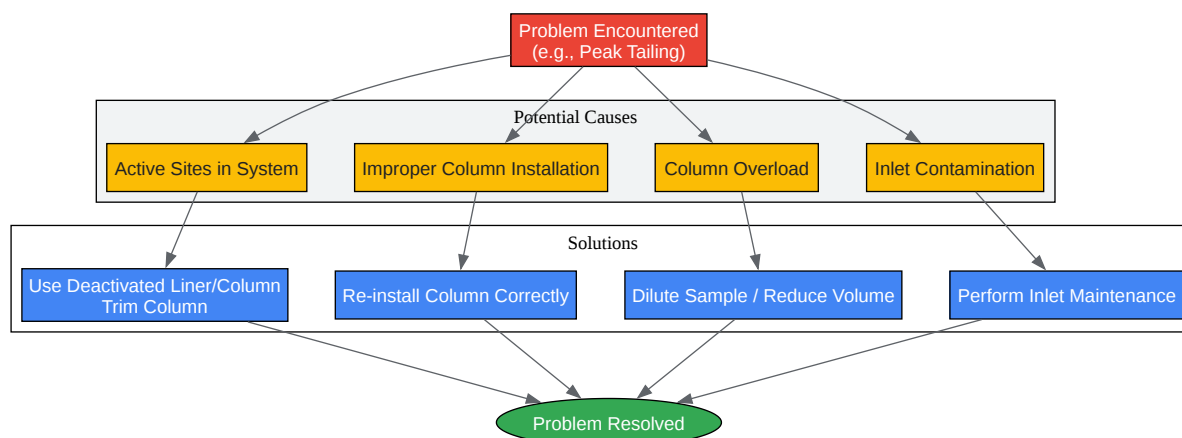 Problem Encountered
(e.g., Peak Tailing)
Potential Causes
Active Sites in System
Improper Column Installation
Column Overload
Inlet Contamination
Solutions
Use Deactivated Liner/Column
Trim Column
Re-install Column Correctly
Dilute Sample / Reduce Volume
Perform Inlet Maintenance
Problem Resolved